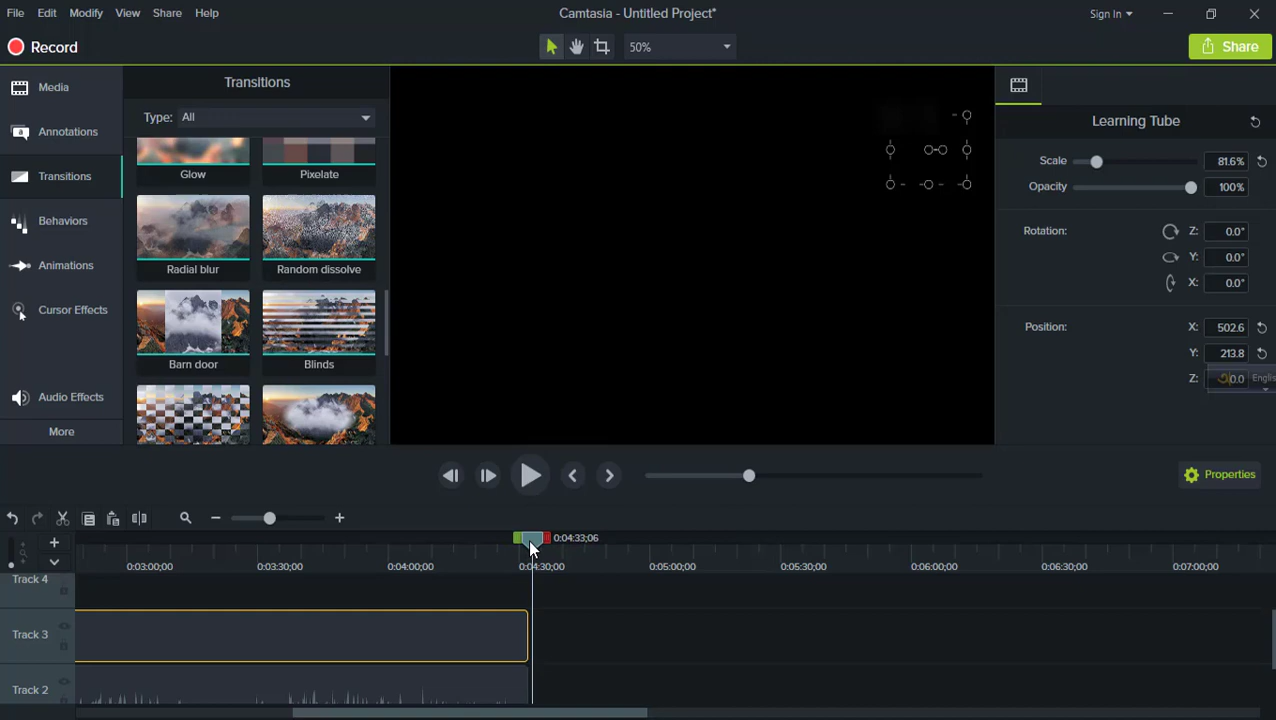 File Edit Modify View Share Help
Camtasia - Untitled Project*
Sign In
Record
50%
Share
Media
Annotations
Transitions
Behaviors
Animations
Cursor Effects
Audio Effects
More
Transitions
Type: All
Glow
Pixelate
Radial blur
Random dissolve
Barn door
Blinds
Learning Tube
Scale 81.6%
Opacity 100%
Rotation: Z: 0.0°
Y: 0.0°
X: 0.0°
Position: X: 502.6
Y: 213.8
Z: 0.0
Englis
Properties
0:04:33;06
0:03:00;00 0:03:30;00 0:04:00;00 0:04:30;00 0:05:00;00 0:05:30;00 0:06:00;00 0:06:30;00 0:07:00;00
Track 4
Track 3
Track 2